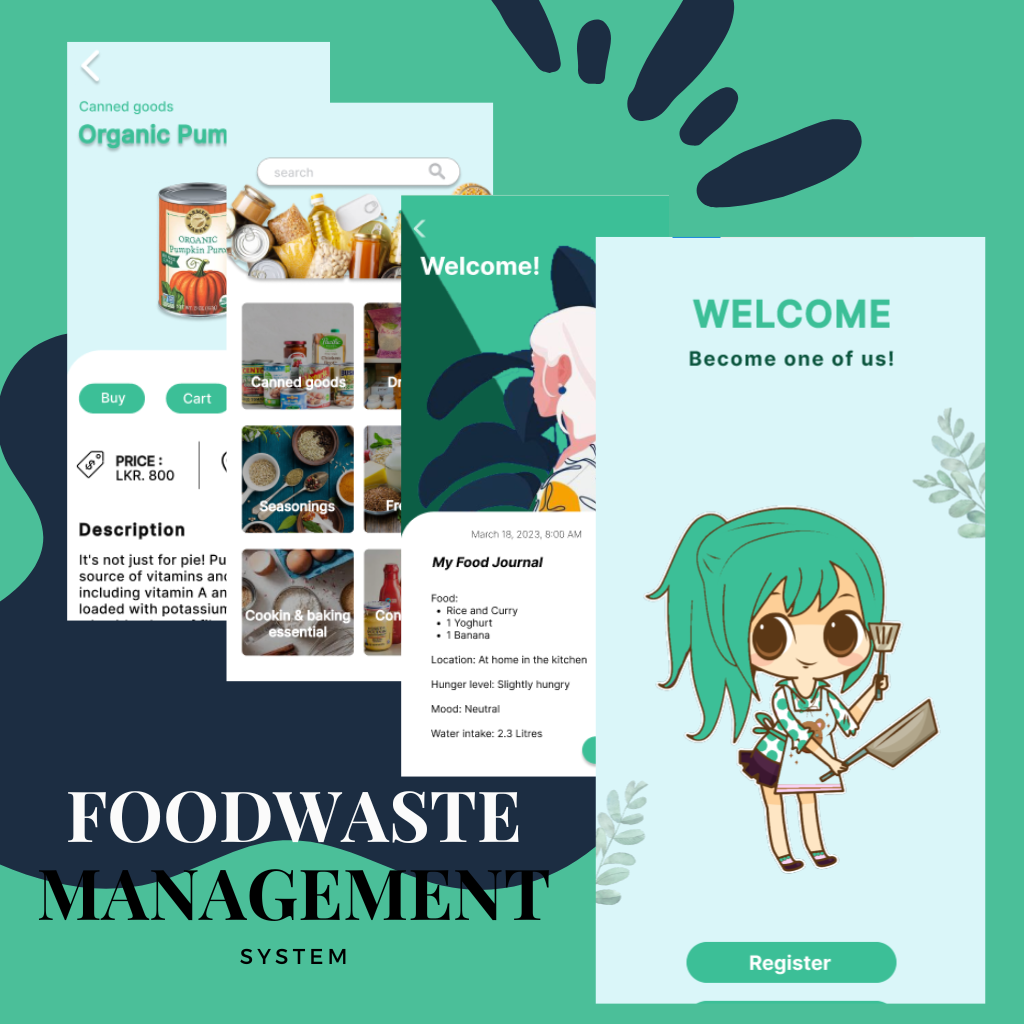 Canned goods
Organic Pum
ORGANIC
Pumpkin Pure
Buy
Cart
PRICE :
LKR. 800
Description
It's not just for pie! Pu
source of vitamins and
including vitamin A an
loaded with potassium
search
Canned goods
Dr
Seasonings
Fre
Cookin & baking
essential
Con
Welcome!
March 18, 2023, 8:00 AM
My Food Journal
Food:
• Rice and Curry
• 1 Yoghurt
• 1 Banana
Location: At home in the kitchen
Hunger level: Slightly hungry
Mood: Neutral
Water intake: 2.3 Litres
WELCOME
Become one of us!
Register
FOODWASTE
MANAGEMENT
SYSTEM